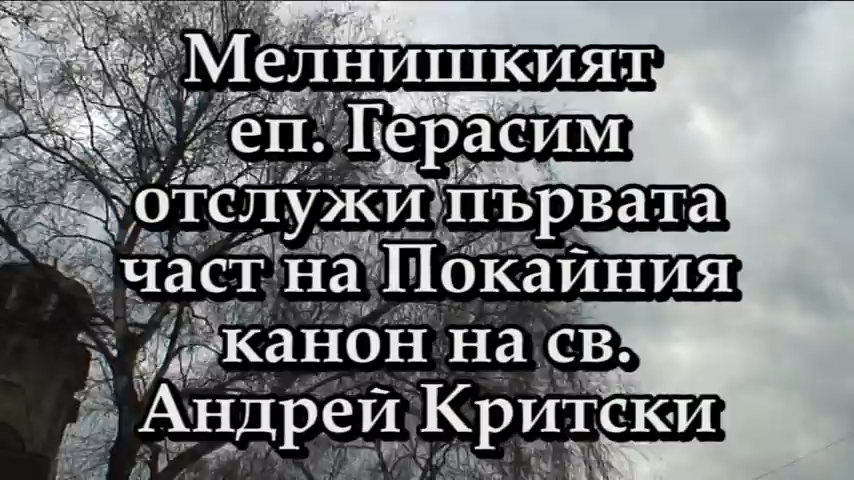 Мелнишкият
еп. Герасим
отслужи първата
част на Покайния
канон на св.
Андрей Критски